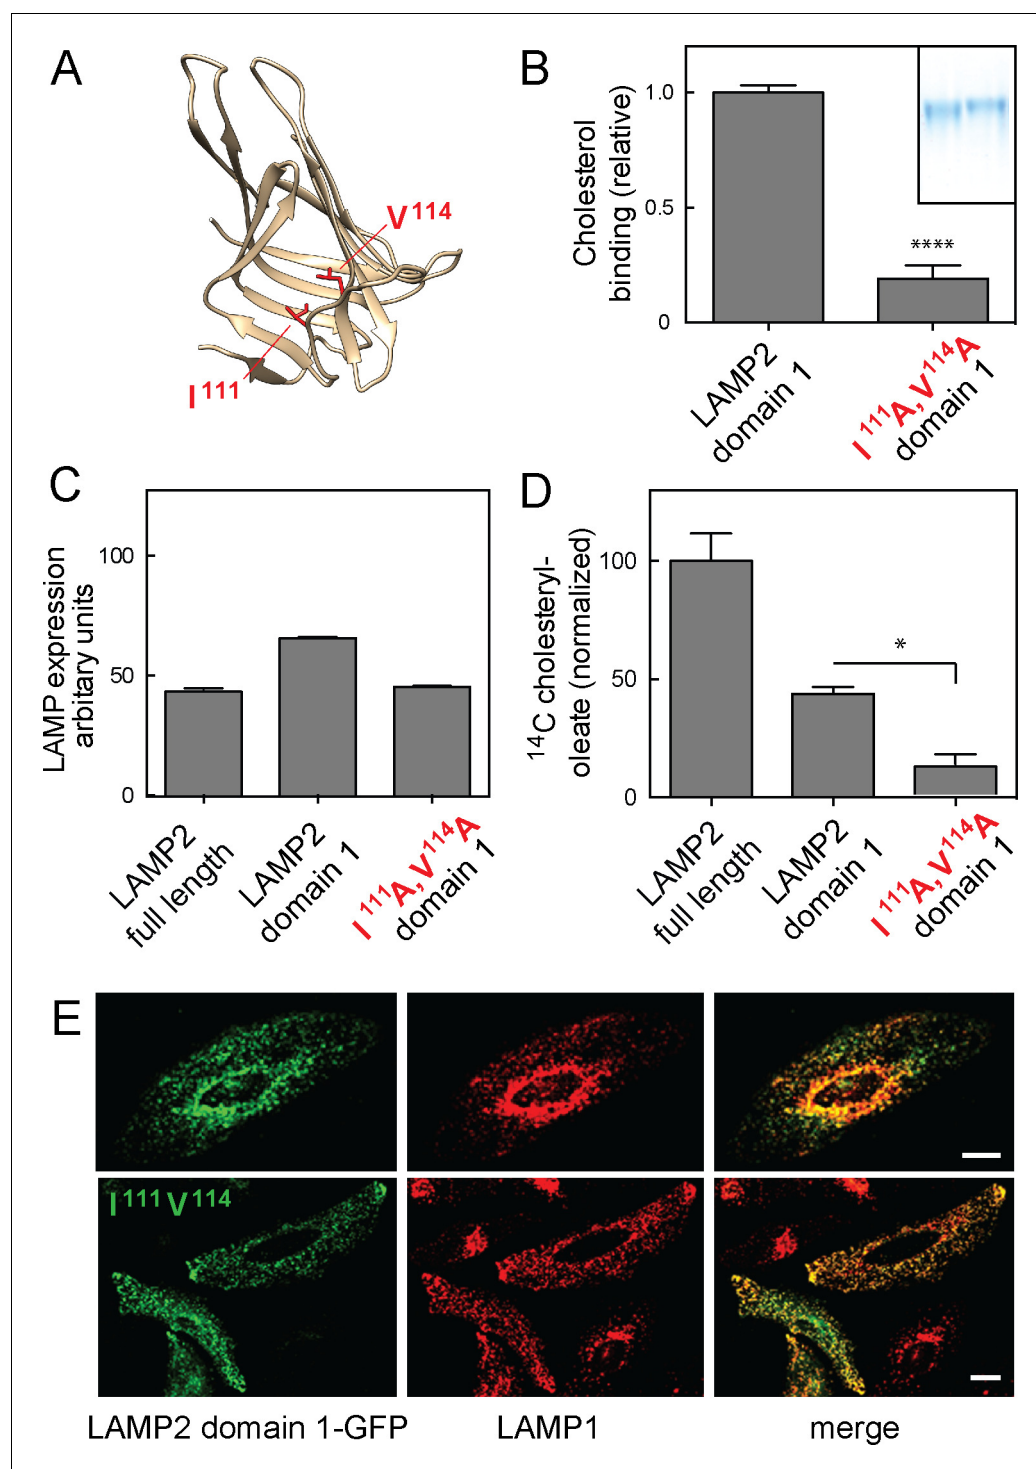 A
V¹¹⁴
I¹¹¹
B
Cholesterol
binding (relative)
1.0
0.5
0
****
LAMP2
domain 1
I¹¹¹A,V¹¹⁴A
domain 1
C
LAMP expression
arbitary units
100
50
0
LAMP2
full length
LAMP2
domain 1
I¹¹¹A,V¹¹⁴A
domain 1
D
¹⁴C cholesteryl-
oleate (normalized)
100
50
0
*
LAMP2
full length
LAMP2
domain 1
I¹¹¹A,V¹¹⁴A
domain 1
E
I¹¹¹V¹¹⁴
LAMP2 domain 1-GFP
LAMP1
merge